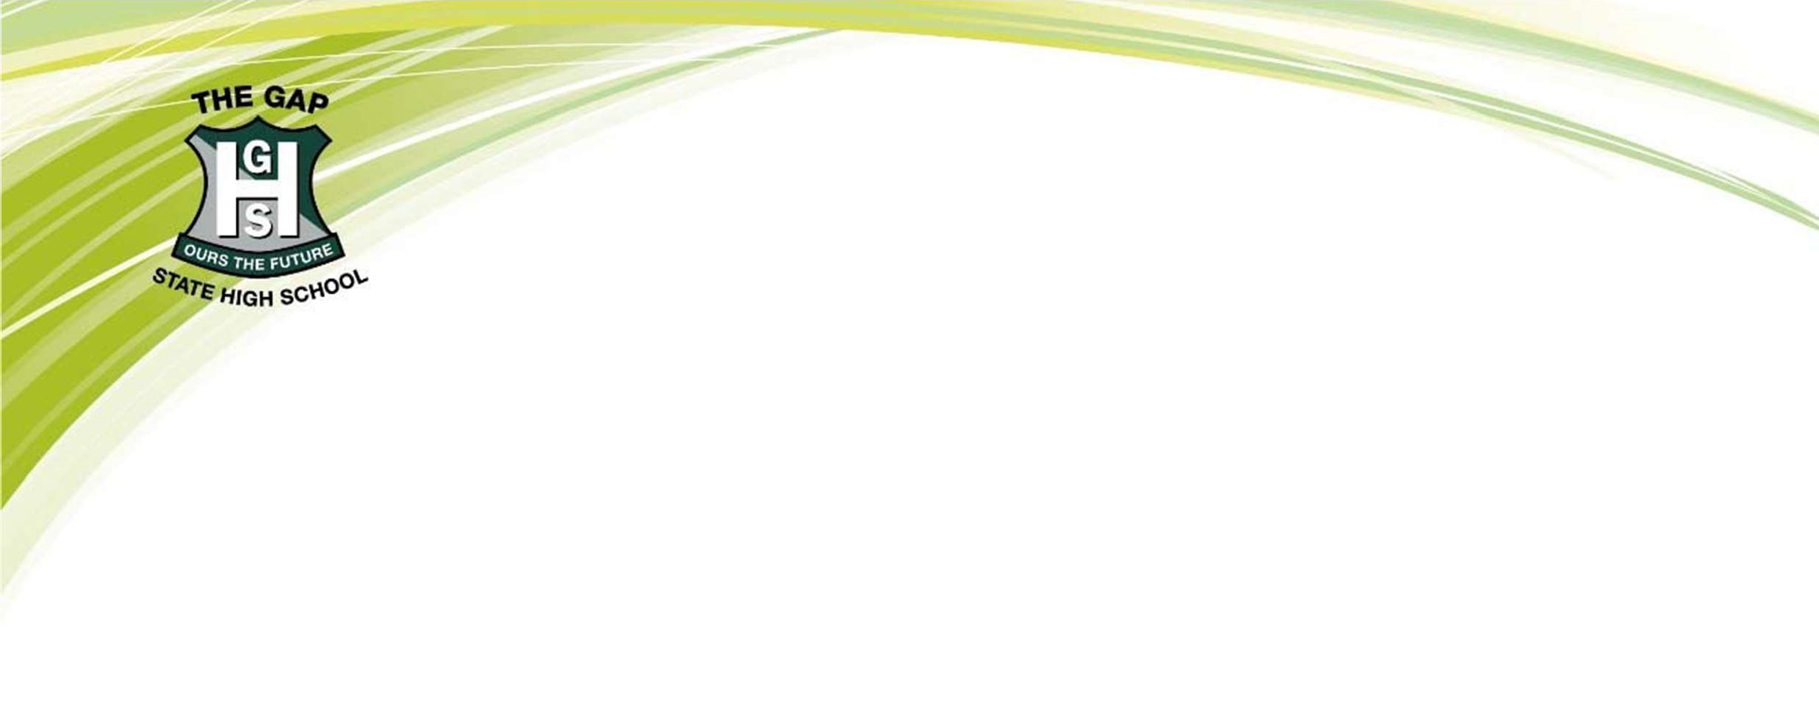 THE GAP
G
H
S
OURS THE FUTURE
STATE HIGH SCHOOL